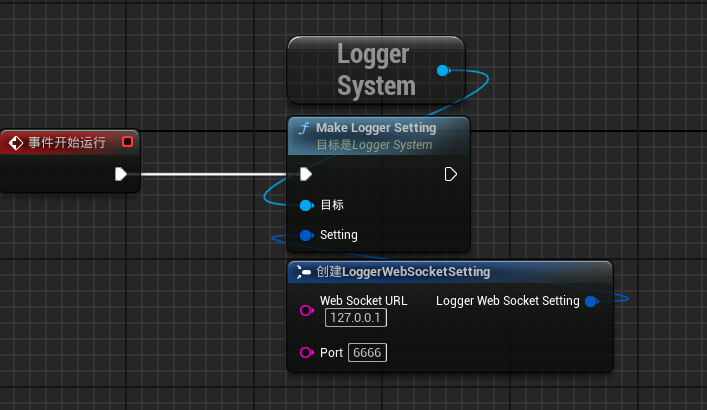 Logger
System
事件开始运行
Make Logger Setting
目标是Logger System
目标
Setting
创建LoggerWebSocketSetting
Web Socket URL
127.0.0.1
Logger Web Socket Setting
Port 6666